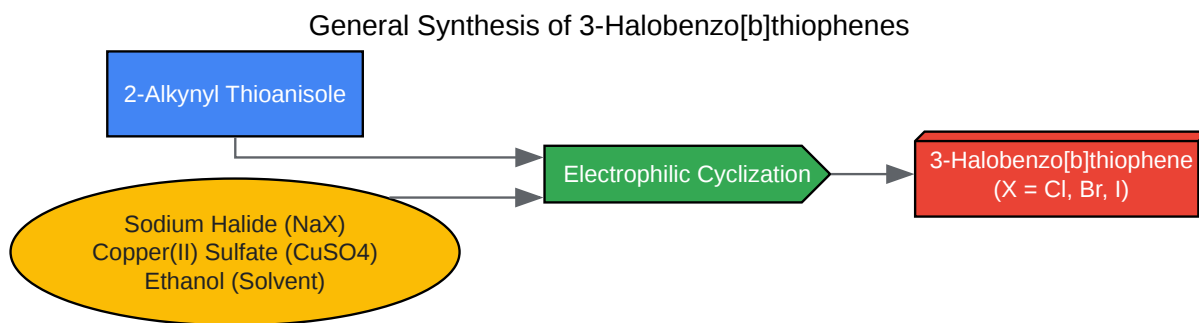 General Synthesis of 3-Halobenzo[b]thiophenes
2-Alkynyl Thioanisole
Sodium Halide (NaX)
Copper(II) Sulfate (CuSO4)
Ethanol (Solvent)
Electrophilic Cyclization
3-Halobenzo[b]thiophene
(X = Cl, Br, I)